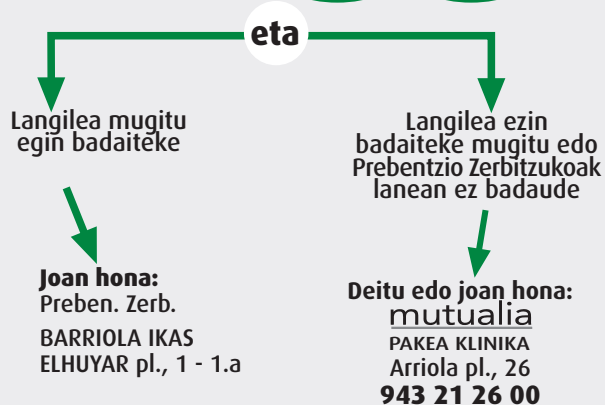 eta
Langilea mugitu
egin badaiteke
Langilea ezin
badaiteke mugitu edo
Prebentzio Zerbitzukoak
lanean ez badaude
Joan hona:
Preben. Zerb.
BARRIOLA IKAS
ELHUYAR pl., 1 - 1.a
Deitu edo joan hona:
mutualia
PAKEA KLINIKA
Arriola pl., 26
943 21 26 00